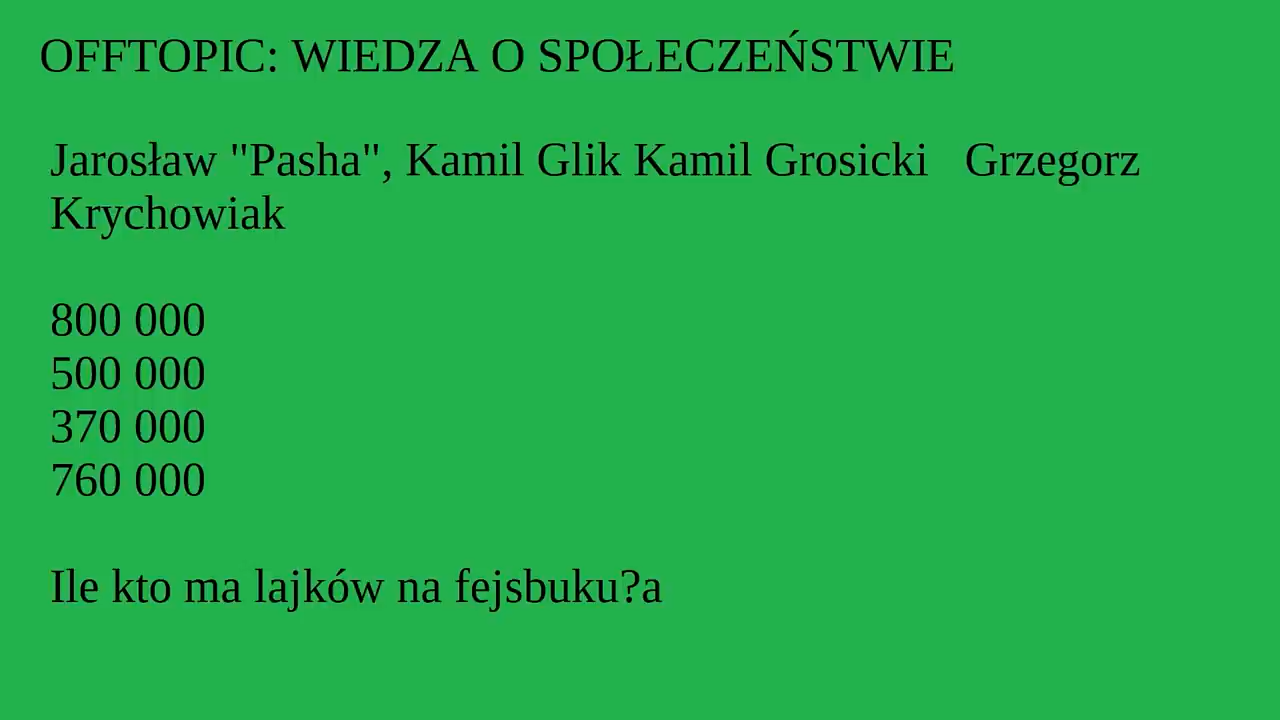 OFFTOPIC: WIEDZA O SPOŁECZEŃSTWIE
Jarosław "Pasha", Kamil Glik Kamil Grosicki   Grzegorz
Krychowiak
800 000
500 000
370 000
760 000
Ile kto ma lajków na fejsbuku?a